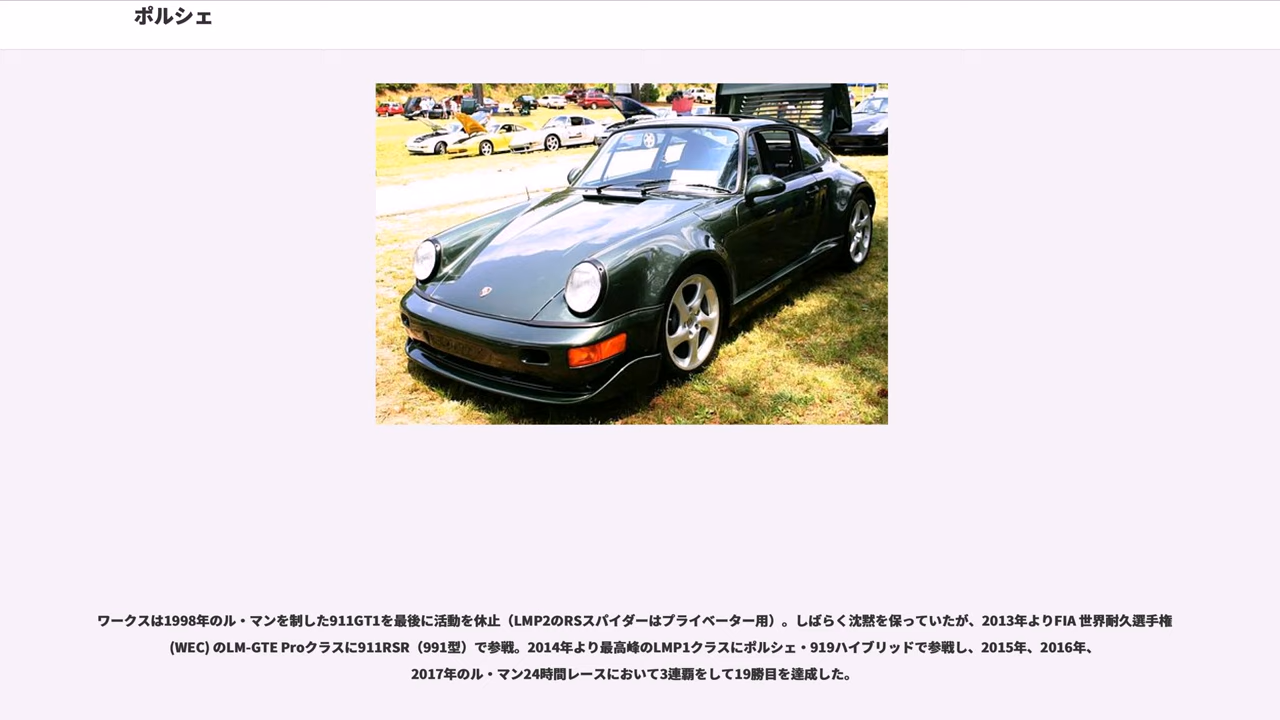 ポルシェ
ワークスは1998年のル・マンを制した911GT1を最後に活動を休止（LMP2のRSスパイダーはプライベーター用）。しばらく沈黙を保っていたが、2013年よりFIA 世界耐久選手権
(WEC) のLM-GTE Proクラスに911RSR（991型）で参戦。2014年より最高峰のLMP1クラスにポルシェ・919ハイブリッドで参戦し、2015年、2016年、
2017年のル・マン24時間レースにおいて3連覇をして19勝目を達成した。